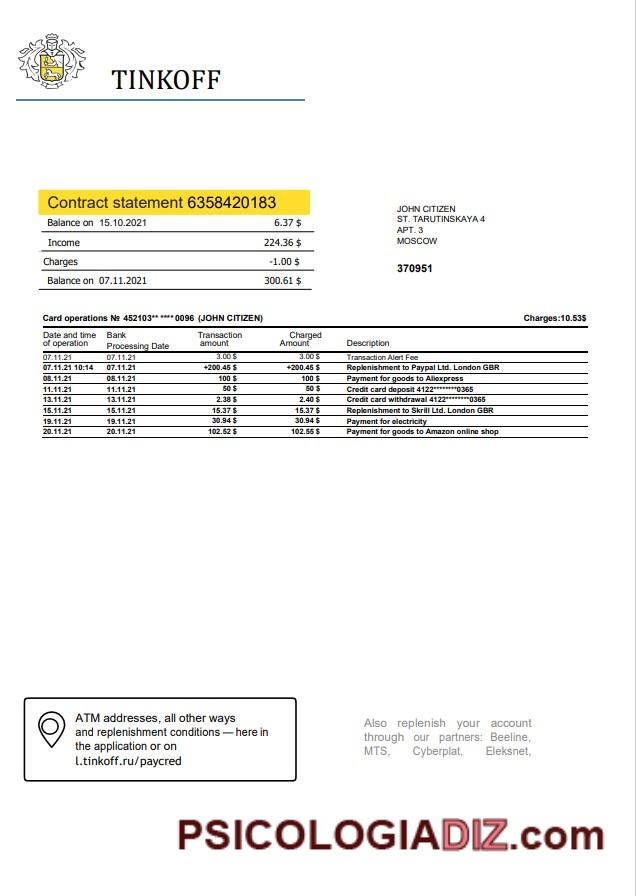 TINKOFF
Contract statement 6358420183
Balance on 15.10.2021 6.37 $
Income 224.36 $
Charges -1.00 $
Balance on 07.11.2021 300.61 $
JOHN CITIZEN
ST. TARUTINSKAYA 4
APT. 3
MOSCOW
370951
Card operations № 452103** **** 0096 (JOHN CITIZEN) Charges:10.53$
Date and time of operation Bank Processing Date Transaction amount Charged Amount Description
07.11.21 07.11.21 3.00 $ 3.00 $ Transaction Alert Fee
07.11.21 10:14 07.11.21 +200.45 $ +200.45 $ Replenishment to Paypal Ltd. London GBR
08.11.21 08.11.21 100 $ 100 $ Payment for goods to Aliexpress
11.11.21 11.11.21 50 $ 50 $ Credit card deposit 4122********0365
13.11.21 13.11.21 2.38 $ 2.40 $ Credit card withdrawal 4122********0365
15.11.21 15.11.21 15.37 $ 15.37 $ Replenishment to Skrill Ltd. London GBR
19.11.21 19.11.21 30.94 $ 30.94 $ Payment for electricity
20.11.21 20.11.21 102.52 $ 102.55 $ Payment for goods to Amazon online shop
ATM addresses, all other ways
and replenishment conditions — here in
the application or on
l.tinkoff.ru/paycred
Also replenish your account
through our partners: Beeline,
MTS, Cyberplat, Eleksnet,
PSICOLOGIADIZ.com